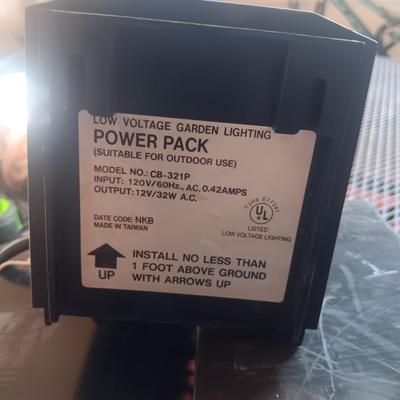 LOW VOLTAGE GARDEN LIGHTING
POWER PACK
(SUITABLE FOR OUTDOOR USE)
MODEL NO.: CB-321P
INPUT: 120V/60Hz., AC, 0.42AMPS
OUTPUT:12V/32W A.C.
DATE CODE: NKB
MADE IN TAIWAN
73H8 E77341
UL
LISTED
LOW VOLTAGE LIGHTING
UP
INSTALL NO LESS THAN
1 FOOT ABOVE GROUND
WITH ARROWS UP